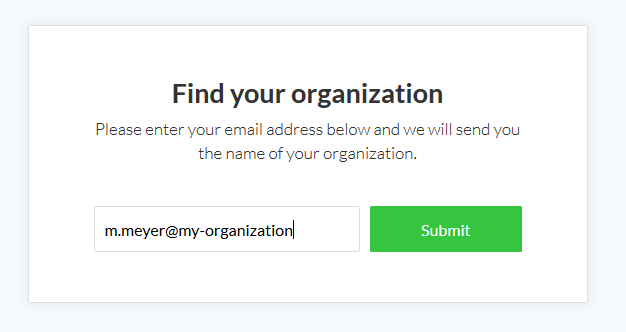 Find your organization
Please enter your email address below and we will send you
the name of your organization.
m.meyer@my-organization
Submit